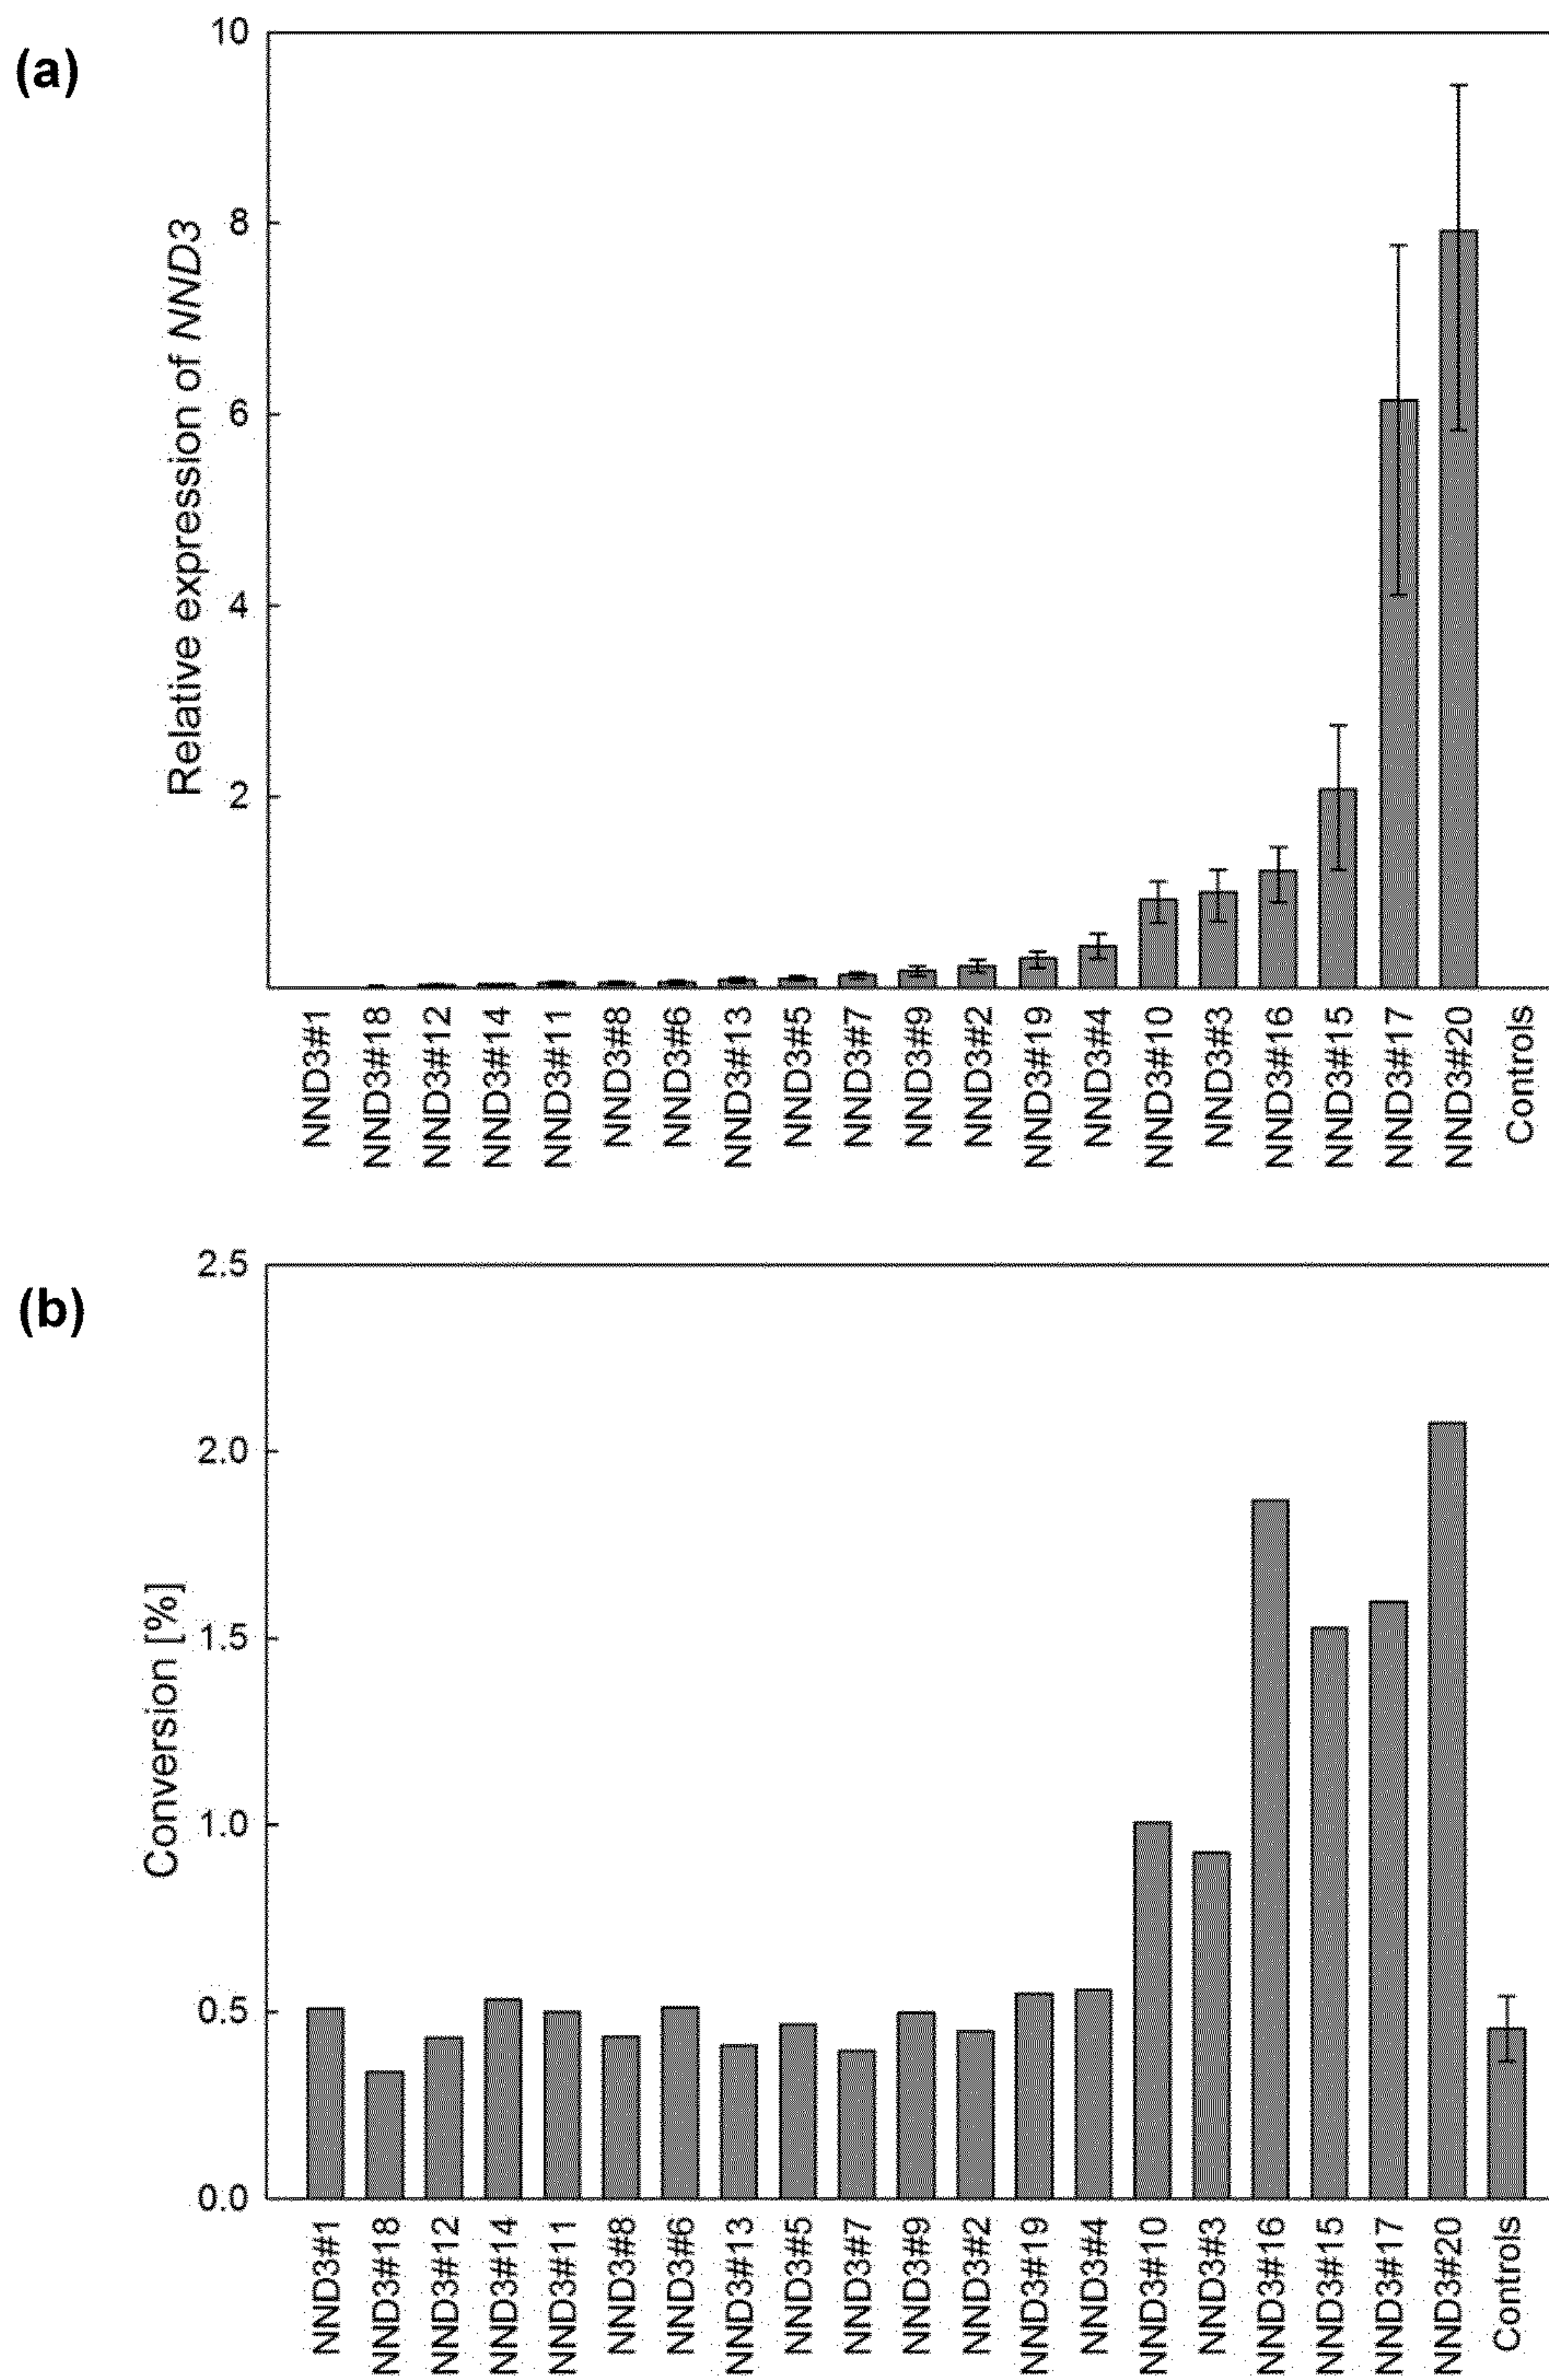 (a)
Relative expression of NND3
10
8
6
4
2
NND3#1
NND3#18
NND3#12
NND3#14
NND3#11
NND3#8
NND3#6
NND3#13
NND3#5
NND3#7
NND3#9
NND3#2
NND3#19
NND3#4
NND3#10
NND3#3
NND3#16
NND3#15
NND3#17
NND3#20
Controls
(b)
Conversion [%]
2.5
2.0
1.5
1.0
0.5
0.0
NND3#1
NND3#18
NND3#12
NND3#14
NND3#11
NND3#8
NND3#6
NND3#13
NND3#5
NND3#7
NND3#9
NND3#2
NND3#19
NND3#4
NND3#10
NND3#3
NND3#16
NND3#15
NND3#17
NND3#20
Controls